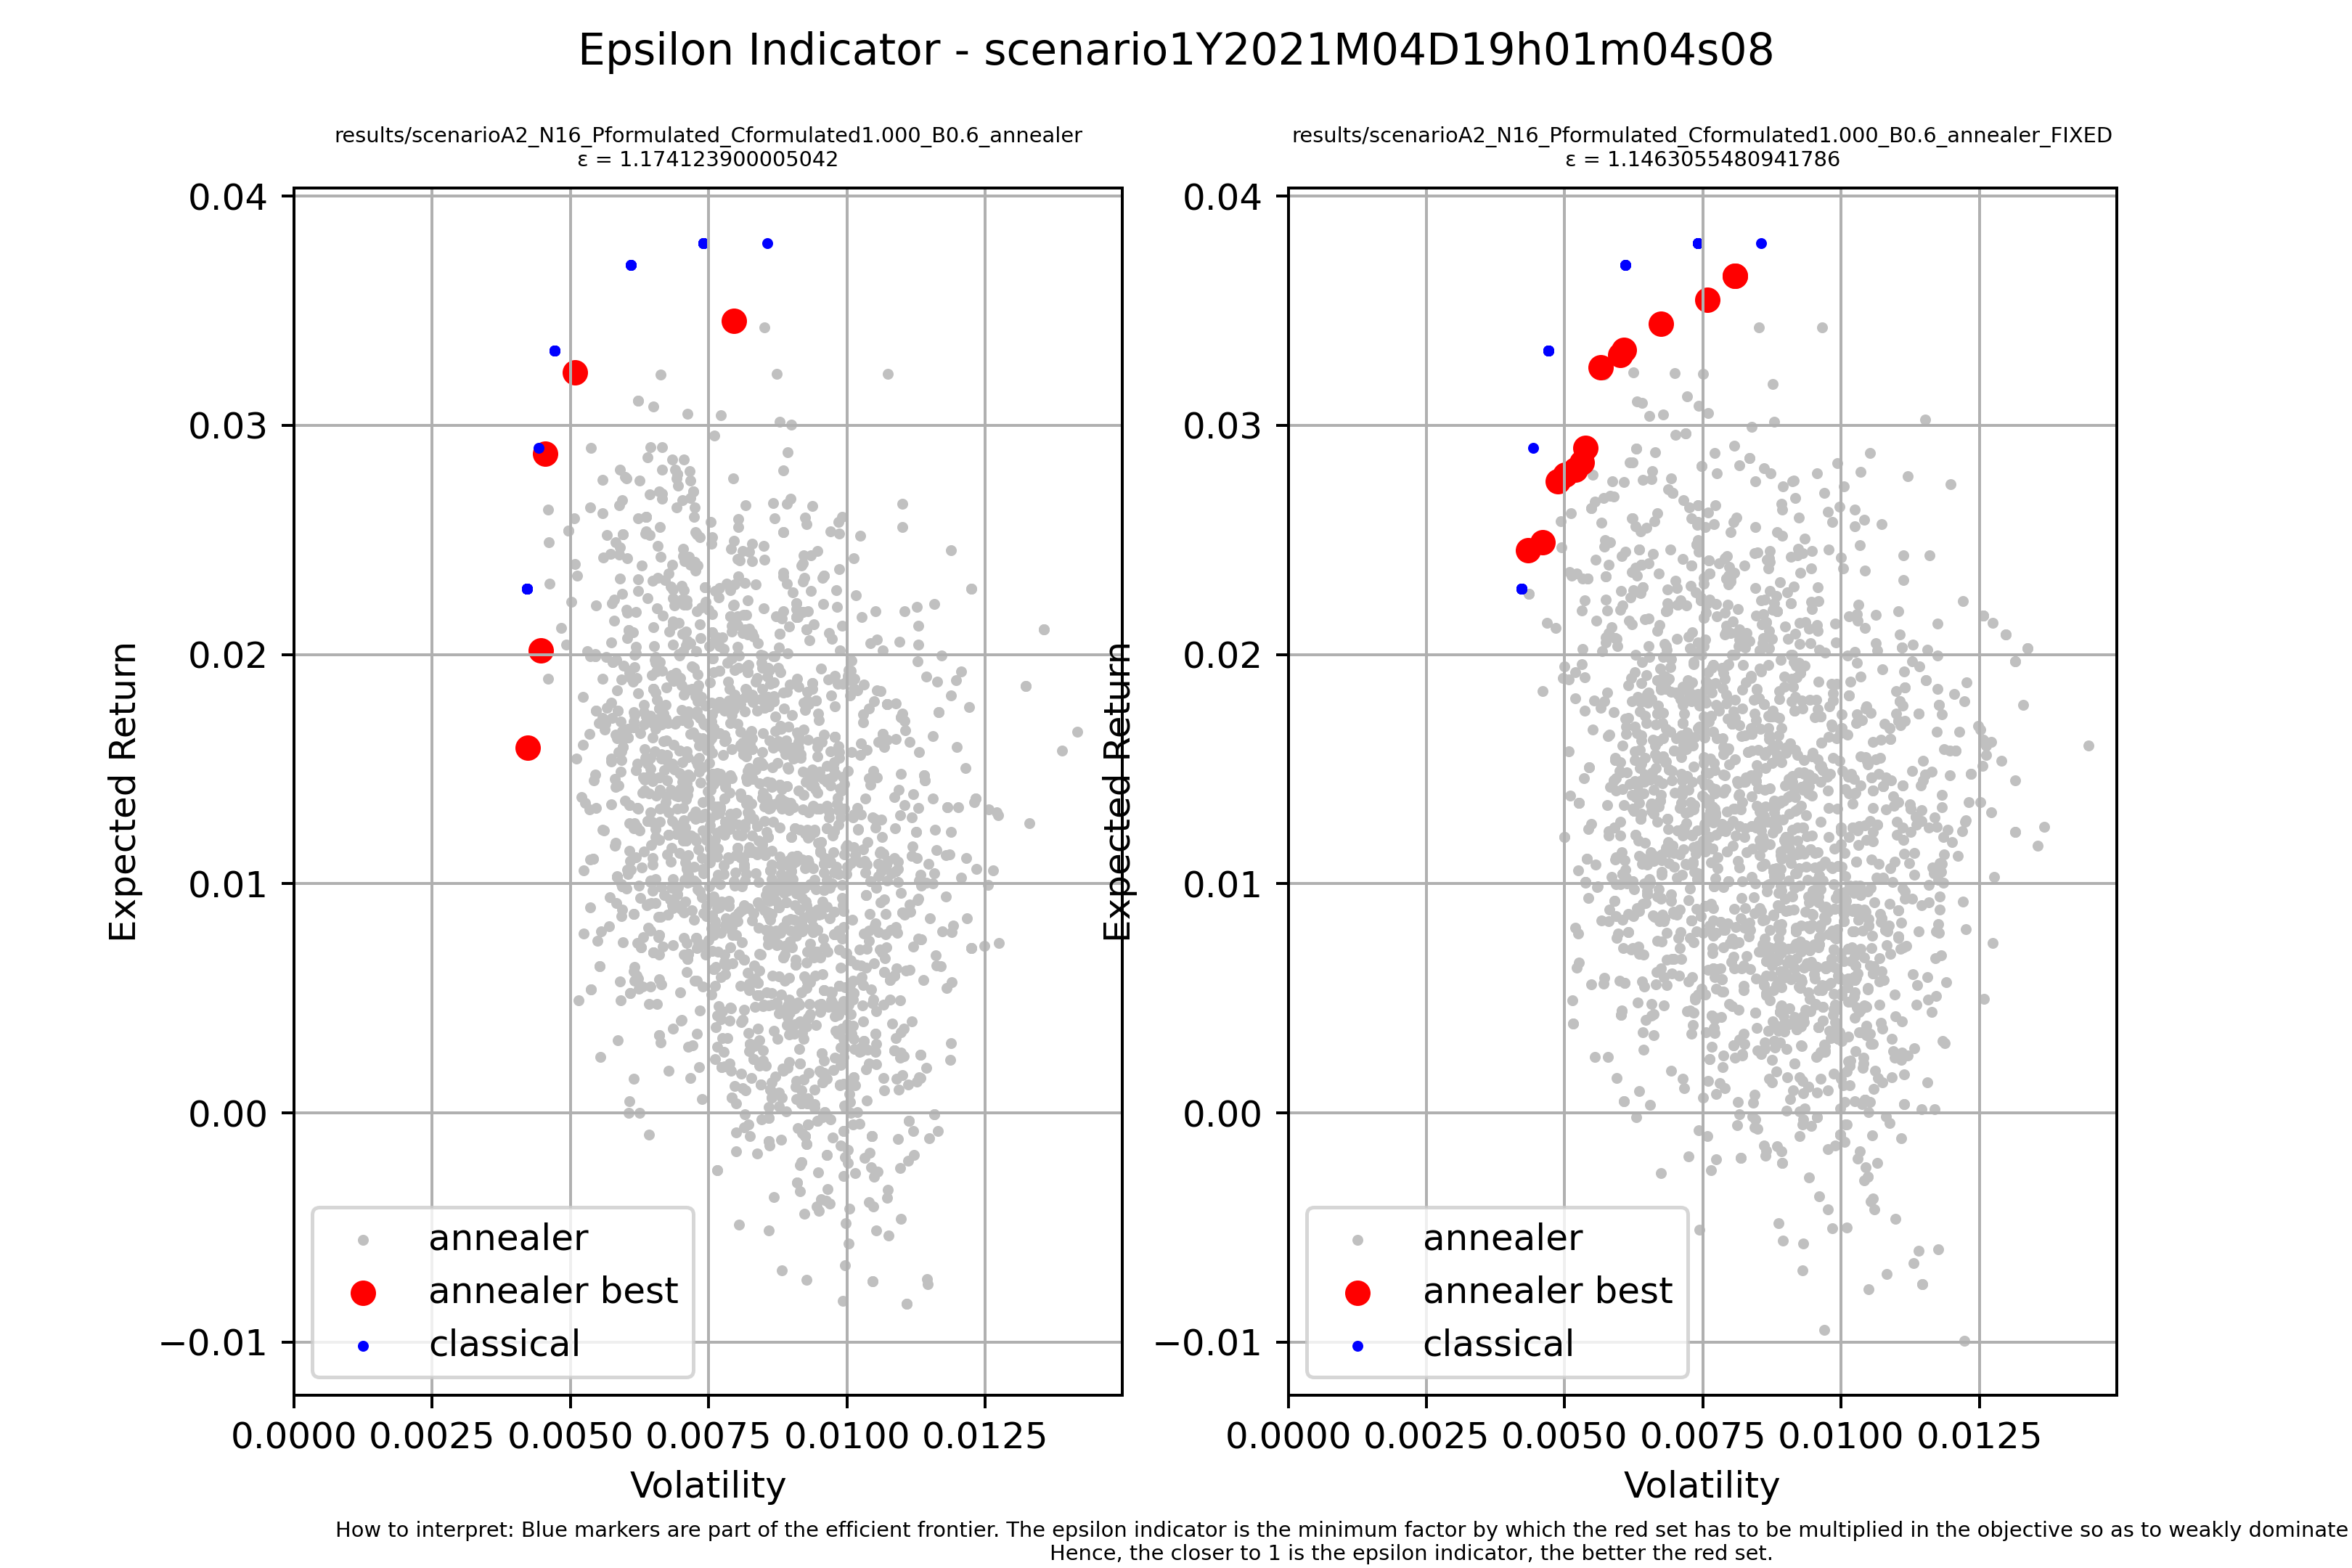 Epsilon Indicator - scenario1Y2021M04D19h01m04s08
results/scenarioA2_N16_Pformulated_Cformulated1.000_B0.6_annealer
ε = 1.174123900005042
0.04
0.03
0.02
0.01
0.00
−0.01
Expected Return
annealer
annealer best
classical
0.0000 0.0025 0.0050 0.0075 0.0100 0.0125
Volatility
results/scenarioA2_N16_Pformulated_Cformulated1.000_B0.6_annealer_FIXED
ε = 1.1463055480941786
0.04
0.03
0.02
0.01
0.00
−0.01
Expected Return
annealer
annealer best
classical
0.0000 0.0025 0.0050 0.0075 0.0100 0.0125
Volatility
How to interpret: Blue markers are part of the efficient frontier. The epsilon indicator is the minimum factor by which the red set has to be multiplied in the objective so as to weakly dominate
Hence, the closer to 1 is the epsilon indicator, the better the red set.